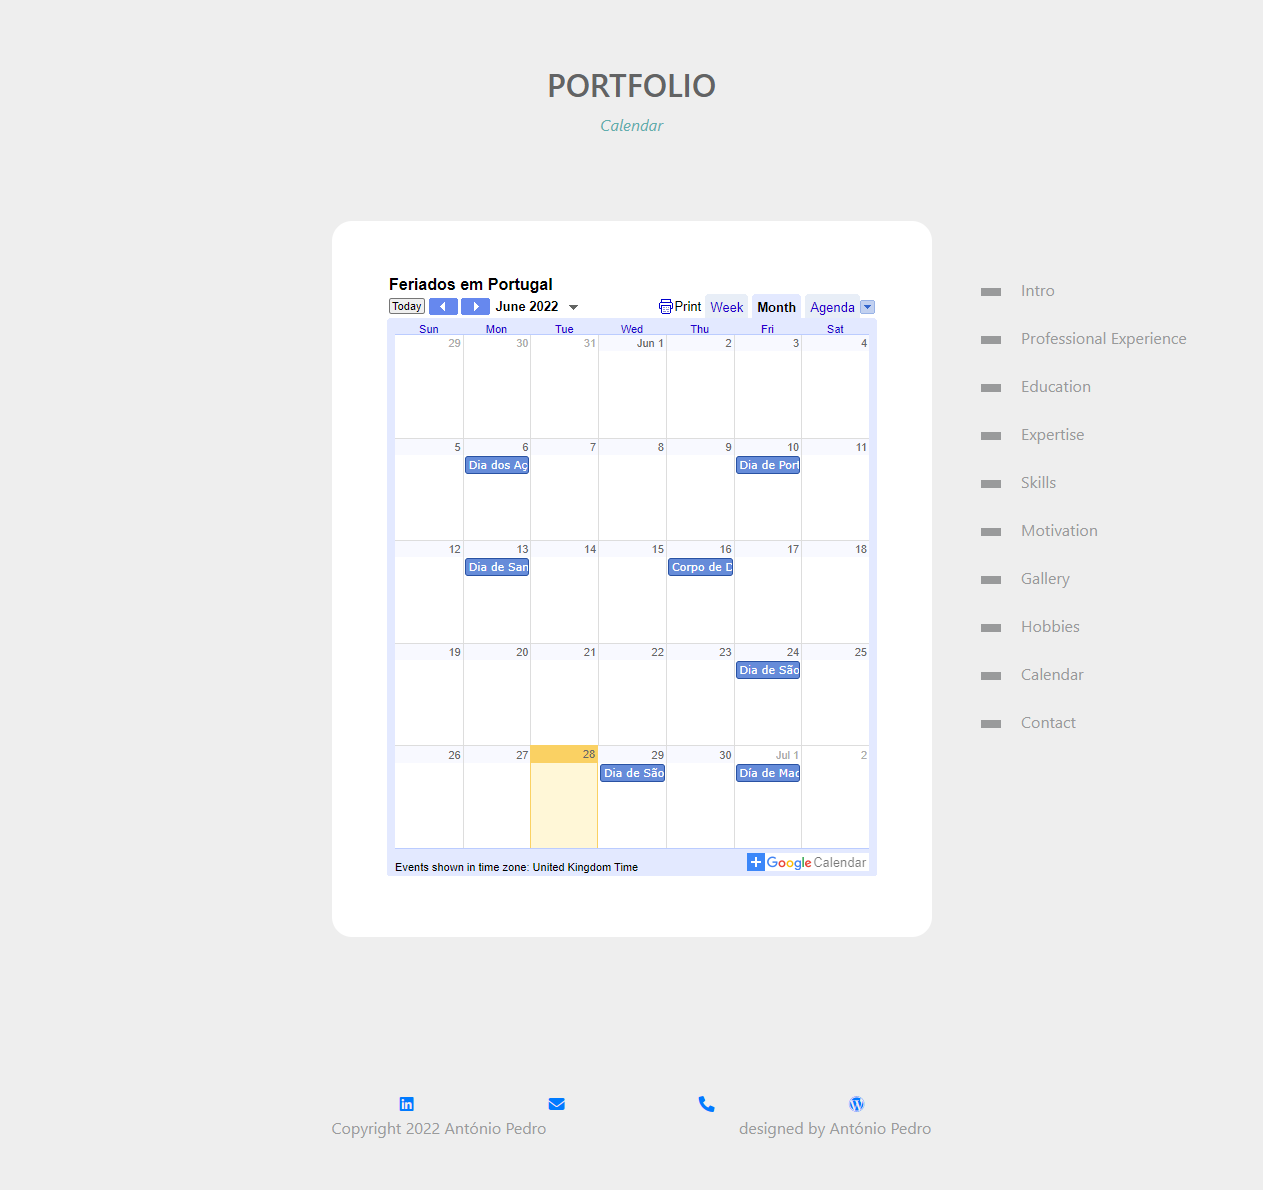 PORTFOLIO
Calendar
Feriados em Portugal
Today June 2022 Print Week Month Agenda
Sun Mon Tue Wed Thu Fri Sat
29 30 31 Jun 1 2 3 4
5 6 7 8 9 10 11
Dia dos Aç Dia de Port
12 13 14 15 16 17 18
Dia de San Corpo de D
19 20 21 22 23 24 25
Dia de São
26 27 28 29 30 Jul 1 2
Dia de São Día de Mad
Events shown in time zone: United Kingdom Time
Google Calendar
Intro
Professional Experience
Education
Expertise
Skills
Motivation
Gallery
Hobbies
Calendar
Contact
Copyright 2022 António Pedro
designed by António Pedro